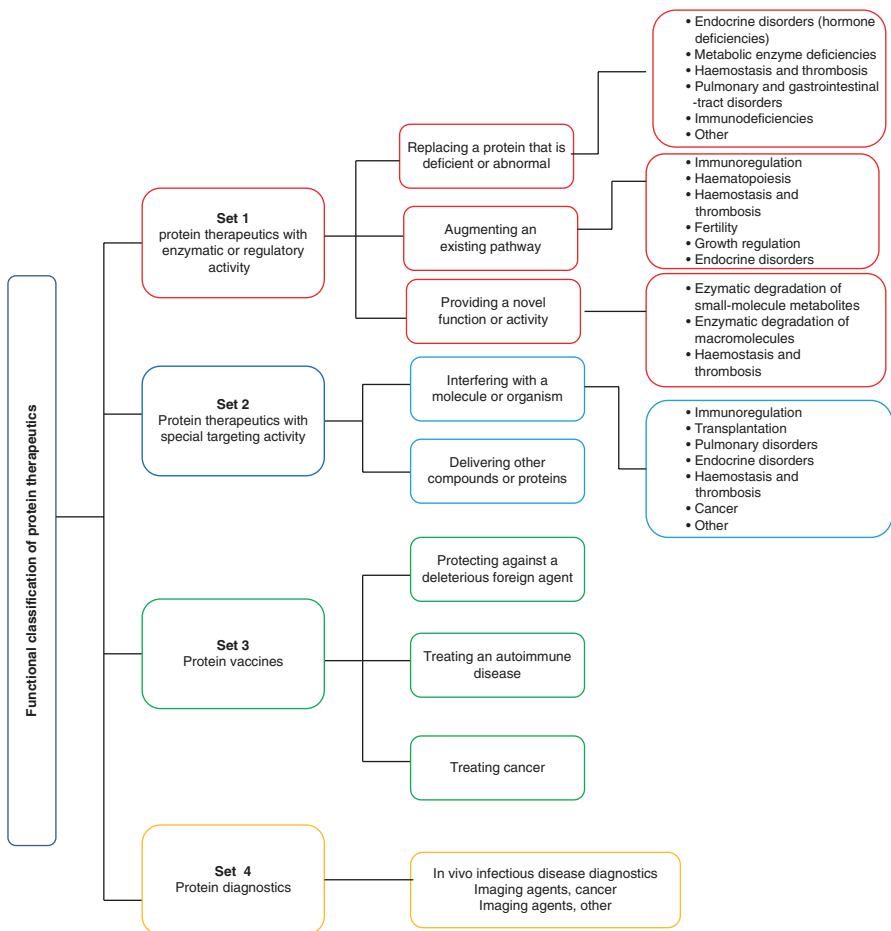 Functional classification of protein therapeutics
Set 1
protein therapeutics with
enzymatic or regulatory
activity
Replacing a protein that is
deficient or abnormal
• Endocrine disorders (hormone
deficiencies)
• Metabolic enzyme deficiencies
• Haemostasis and thrombosis
• Pulmonary and gastrointestinal
-tract disorders
• Immunodeficiencies
• Other
Augmenting an
existing pathway
• Immunoregulation
• Haematopoiesis
• Haemostasis and
thrombosis
• Fertility
• Growth regulation
• Endocrine disorders
Providing a novel
function or activity
• Ezymatic degradation of
small-molecule metabolites
• Enzymatic degradation of
macromolecules
• Haemostasis and
thrombosis
Set 2
Protein therapeutics with
special targeting activity
Interfering with a
molecule or organism
• Immunoregulation
• Transplantation
• Pulmonary disorders
• Endocrine disorders
• Haemostasis and
thrombosis
• Cancer
• Other
Delivering other
compounds or proteins
Set 3
Protein vaccines
Protecting against a
deleterious foreign agent
Treating an autoimmune
disease
Treating cancer
Set 4
Protein diagnostics
In vivo infectious disease diagnostics
Imaging agents, cancer
Imaging agents, other